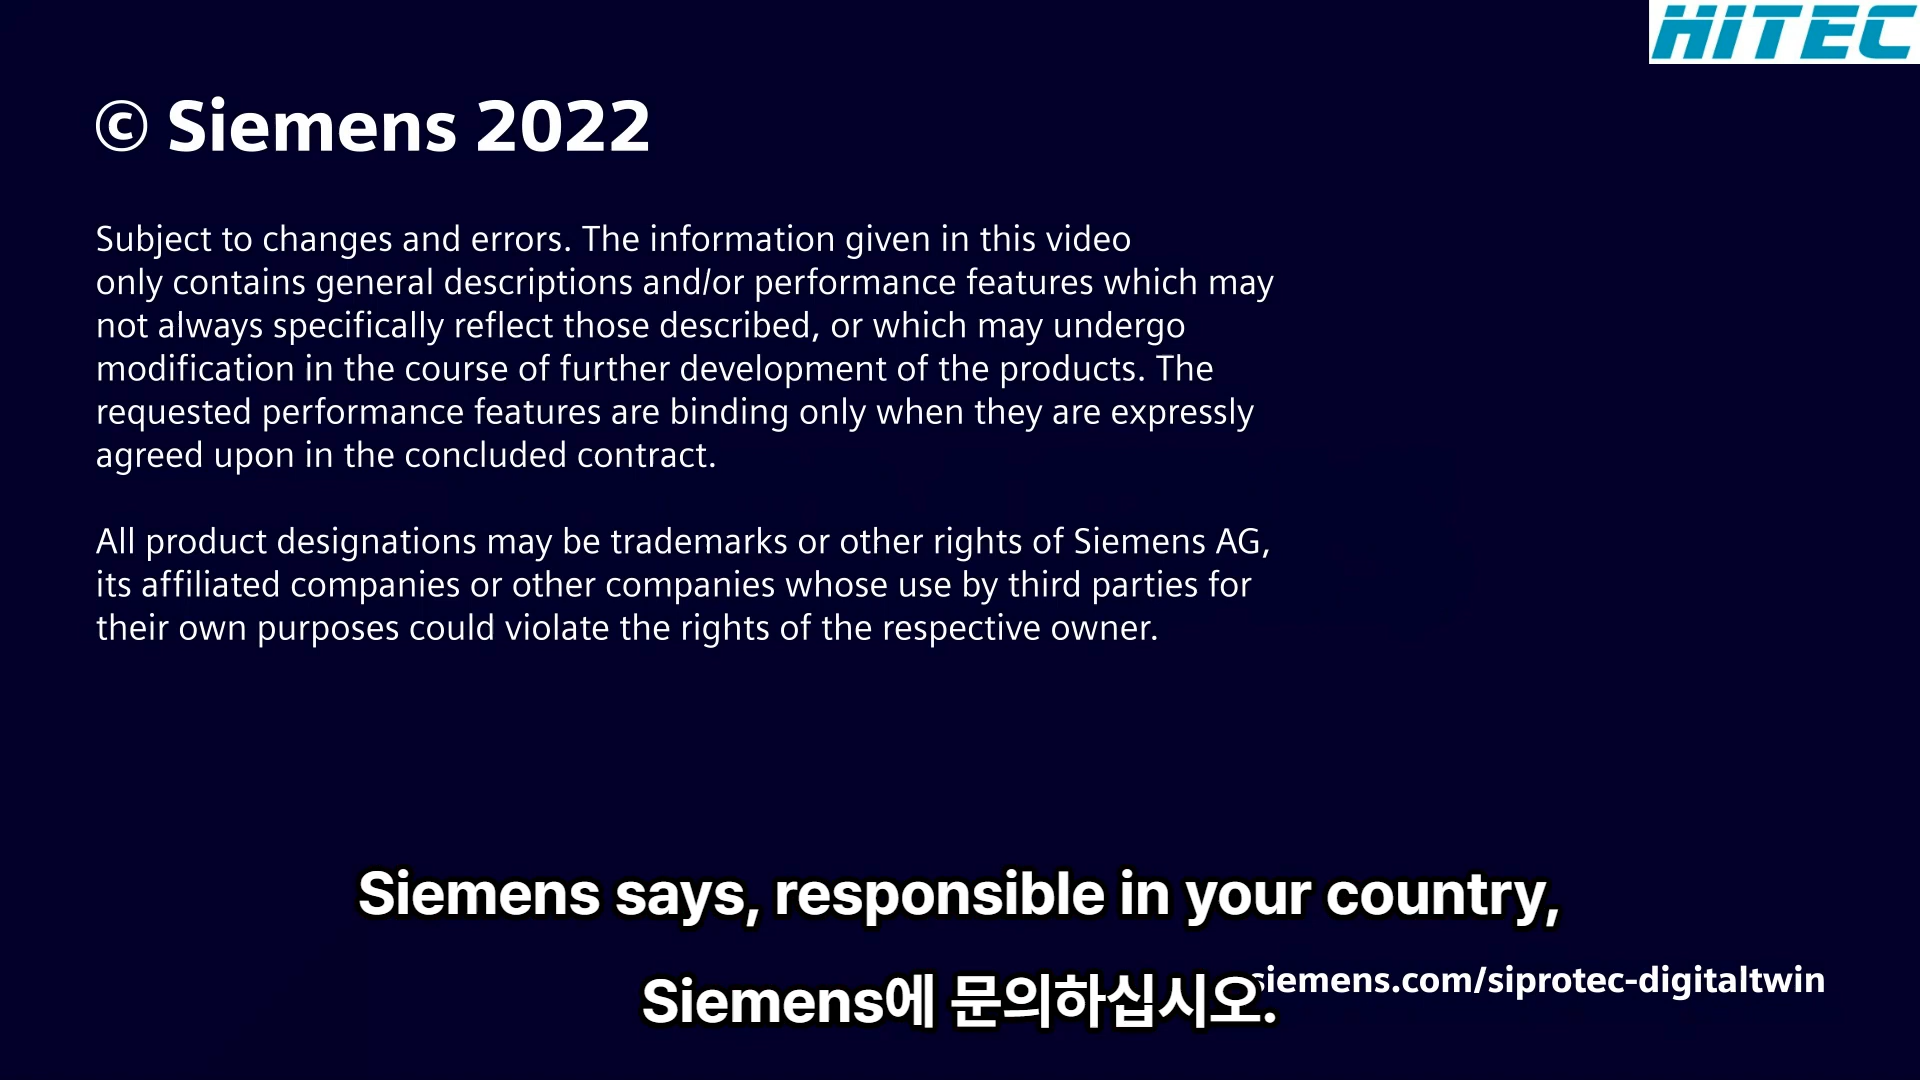 HiTEC
© Siemens 2022
Subject to changes and errors. The information given in this video
only contains general descriptions and/or performance features which may
not always specifically reflect those described, or which may undergo
modification in the course of further development of the products. The
requested performance features are binding only when they are expressly
agreed upon in the concluded contract.
All product designations may be trademarks or other rights of Siemens AG,
its affiliated companies or other companies whose use by third parties for
their own purposes could violate the rights of the respective owner.
Siemens says, responsible in your country,
siemens.com/siprotec-digitaltwin
Siemens에 문의하십시오.